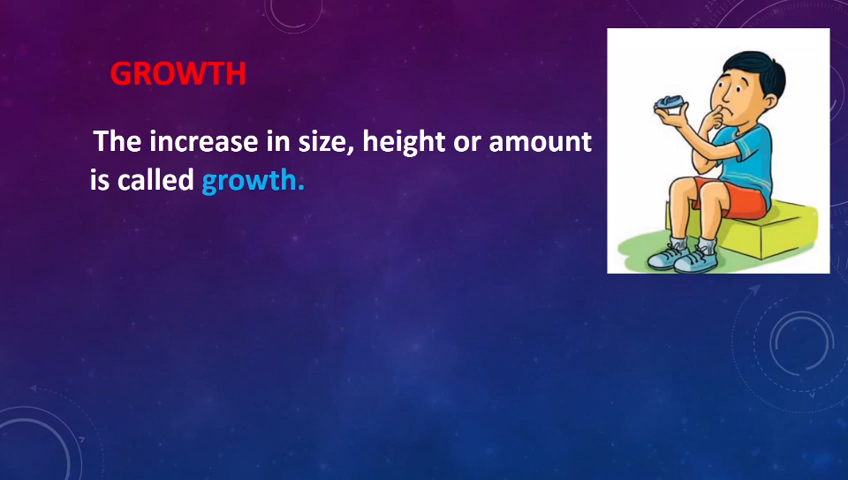 GROWTH
The increase in size, height or amount
is called growth.